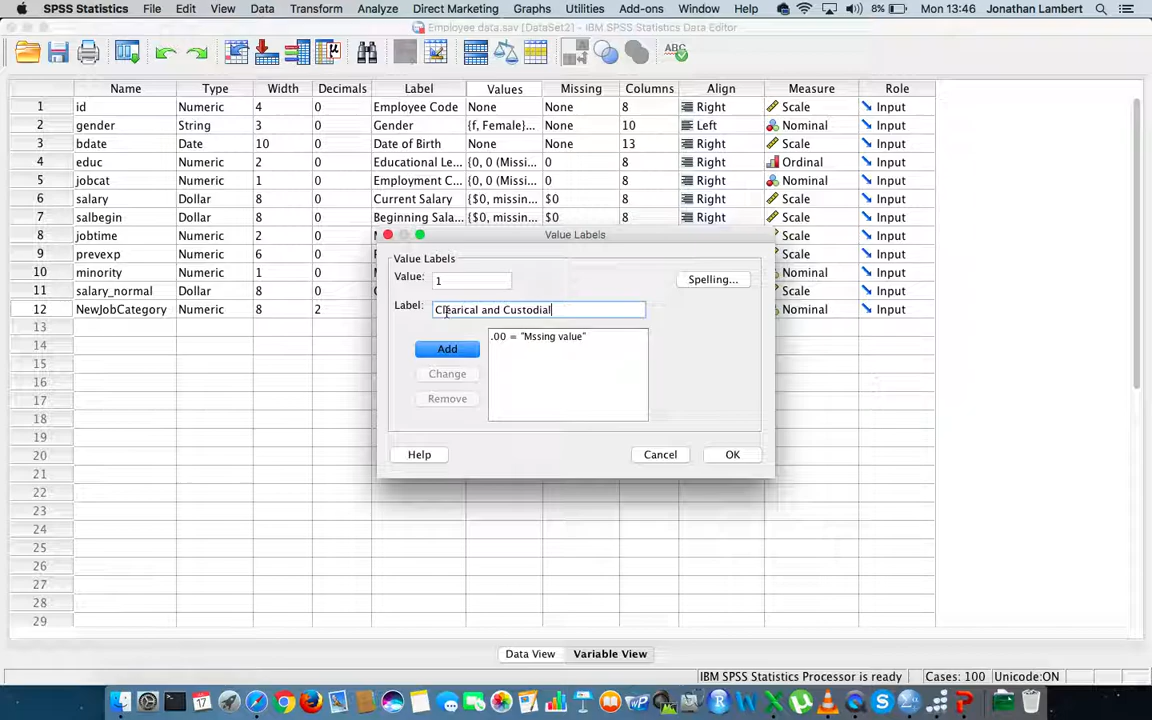 SPSS Statistics File Edit View Data Transform Analyze Direct Marketing Graphs Utilities Add-ons Window Help 8% Mon 13:46 Jonathan Lambert
Employee data.sav [DataSet2] - IBM SPSS Statistics Data Editor
Name Type Width Decimals Label Values Missing Columns Align Measure Role
1 id Numeric 4 0 Employee Code None None 8 Right Scale Input
2 gender String 3 0 Gender {f, Female}... None 10 Left Nominal Input
3 bdate Date 10 0 Date of Birth None None 13 Right Scale Input
4 educ Numeric 2 0 Educational Le... {0, 0 (Missi... 0 8 Right Ordinal Input
5 jobcat Numeric 1 0 Employment C... {0, 0 (Missi... 0 8 Right Nominal Input
6 salary Dollar 8 0 Current Salary {$0, missin... $0 8 Right Scale Input
7 salbegin Dollar 8 0 Beginning Sala... {$0, missin... $0 8 Right Scale Input
8 jobtime Numeric 2 0 Scale Input
9 prevexp Numeric 6 0 Scale Input
10 minority Numeric 1 0 Nominal Input
11 salary_normal Dollar 8 0 Scale Input
12 NewJobCategory Numeric 8 2 Nominal Input
13
14
15
16
17
18
19
20
21
22
23
24
25
26
27
28
29
Value Labels
Value Labels
Value: 1
Spelling...
Label: Clearical and Custodial
.00 = "Mssing value"
Add
Change
Remove
Help Cancel OK
Data View Variable View
IBM SPSS Statistics Processor is ready Cases: 100 Unicode:ON